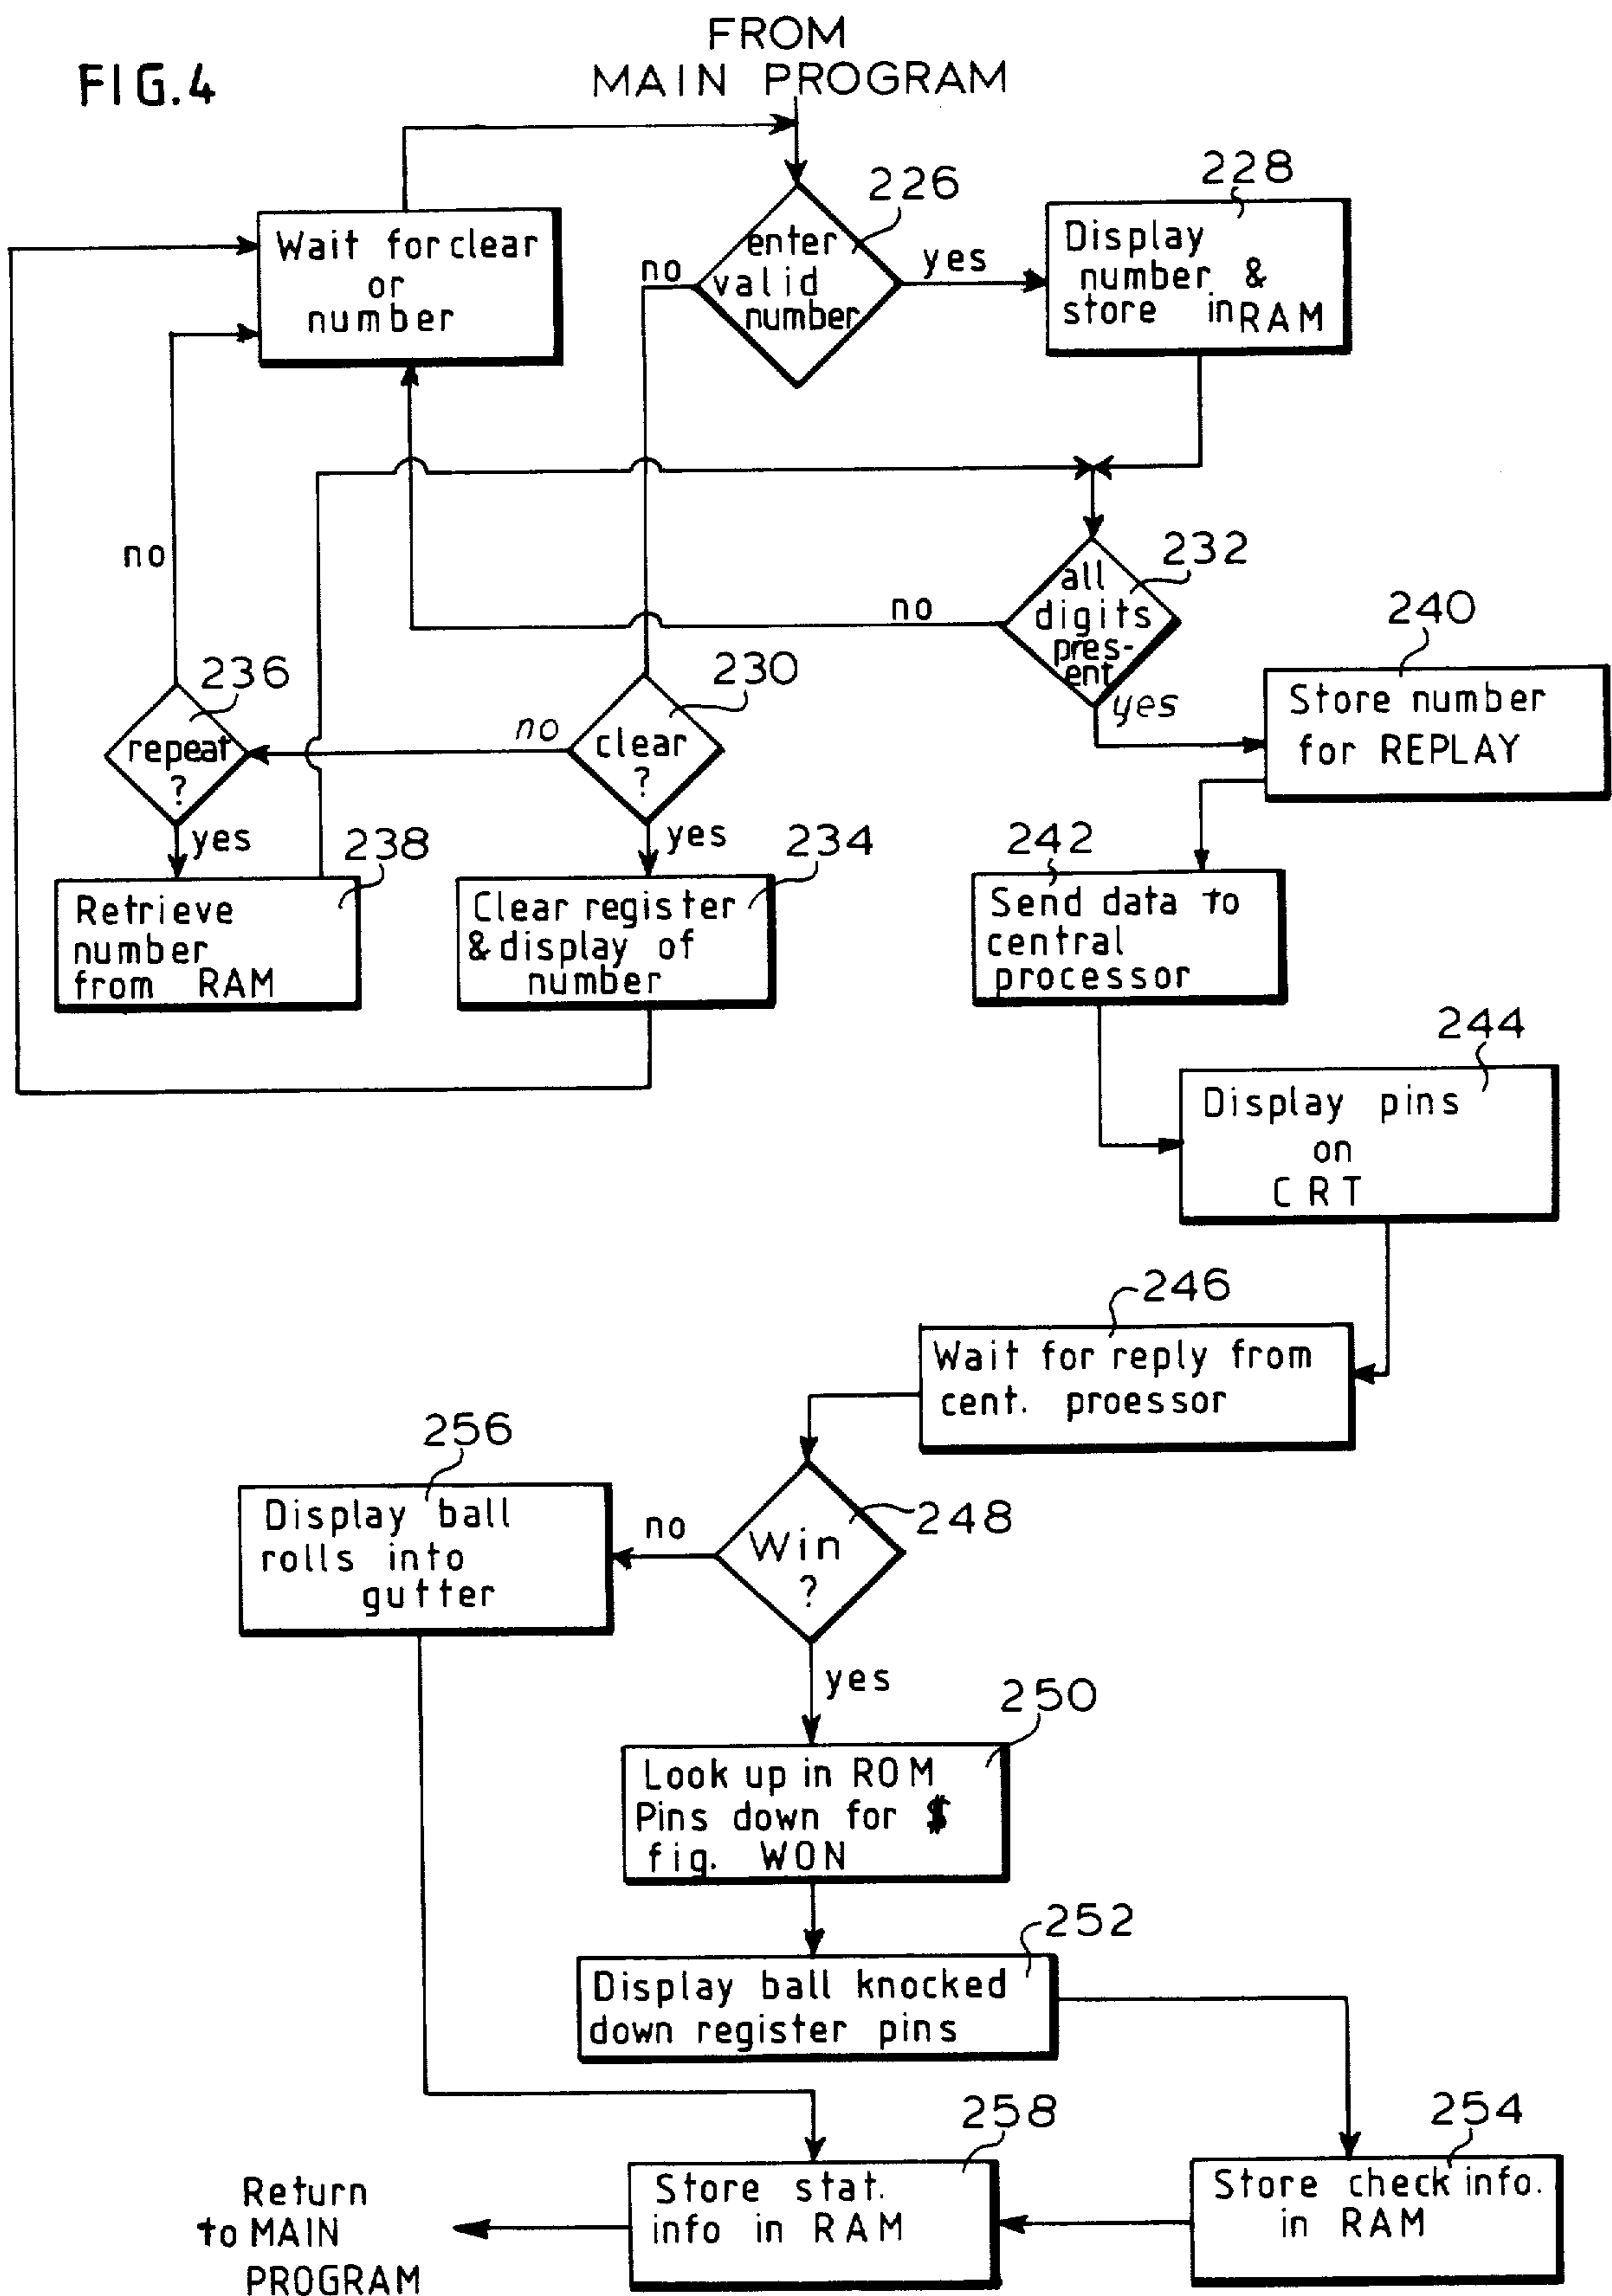 FROM
MAIN PROGRAM
FIG.4
226
228
Wait for clear
or
number
enter
valid
number
no
yes
Display
number &
store in RAM
no
232
all
digits
pres-
ent
no
yes
240
Store number
for REPLAY
236
repeat
?
yes
no
230
clear
?
yes
238
Retrieve
number
from RAM
234
Clear register
& display of
number
242
Send data to
central
processor
244
Display pins
on
CRT
246
Wait for reply from
cent. proessor
256
Display ball
rolls into
gutter
no
248
Win
?
yes
250
Look up in ROM
Pins down for $
fig. WON
252
Display ball knocked
down register pins
258
Store stat.
info in RAM
254
Store check info.
in RAM
Return
to MAIN
PROGRAM